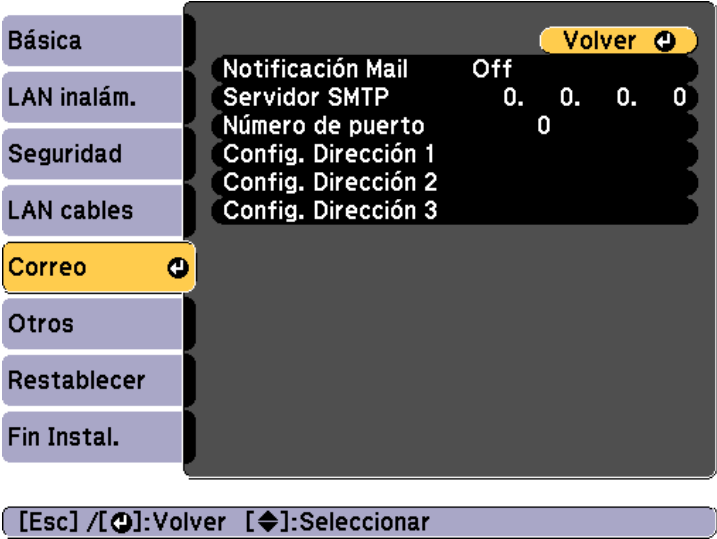 Básica
LAN inalám.
Seguridad
LAN cables
Correo
Otros
Restablecer
Fin Instal.
Volver
Notificación Mail Off
Servidor SMTP 0. 0. 0. 0
Número de puerto 0
Config. Dirección 1
Config. Dirección 2
Config. Dirección 3
[Esc] /[⏎]:Volver [◆]:Seleccionar